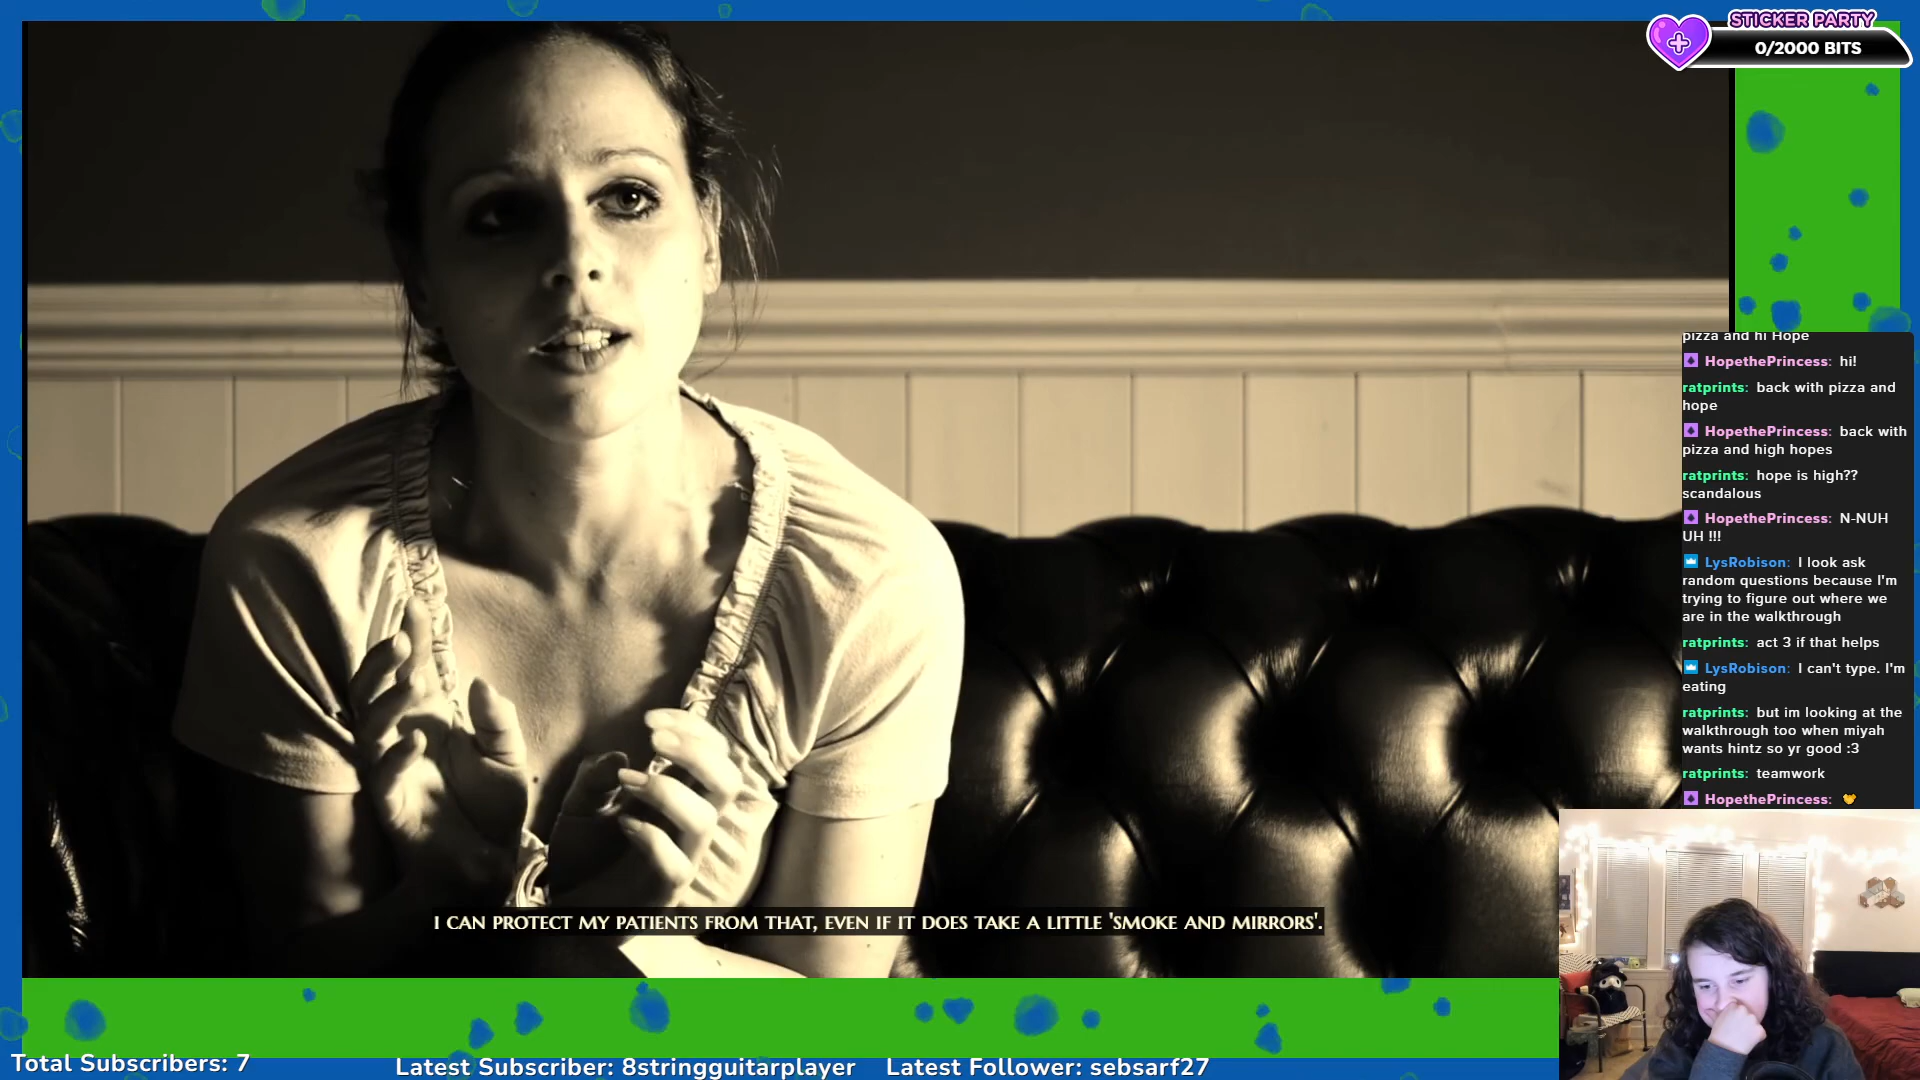 STICKER PARTY
0/2000 BITS
pizza and hi Hope
HopethePrincess: hi!
ratprints: back with pizza and
hope
HopethePrincess: back with
pizza and high hopes
ratprints: hope is high??
scandalous
HopethePrincess: N-NUH
UH !!!
LysRobison: I look ask
random questions because I'm
trying to figure out where we
are in the walkthrough
ratprints: act 3 if that helps
LysRobison: I can't type. I'm
eating
ratprints: but im looking at the
walkthrough too when miyah
wants hintz so yr good :3
ratprints: teamwork
HopethePrincess:
I CAN PROTECT MY PATIENTS FROM THAT, EVEN IF IT DOES TAKE A LITTLE 'SMOKE AND MIRRORS'.
Total Subscribers: 7
Latest Subscriber: 8stringguitarplayer
Latest Follower: sebsarf27